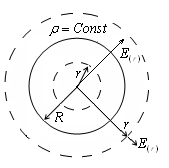 ρ = Const
E(r)
r
R
r
E(r)